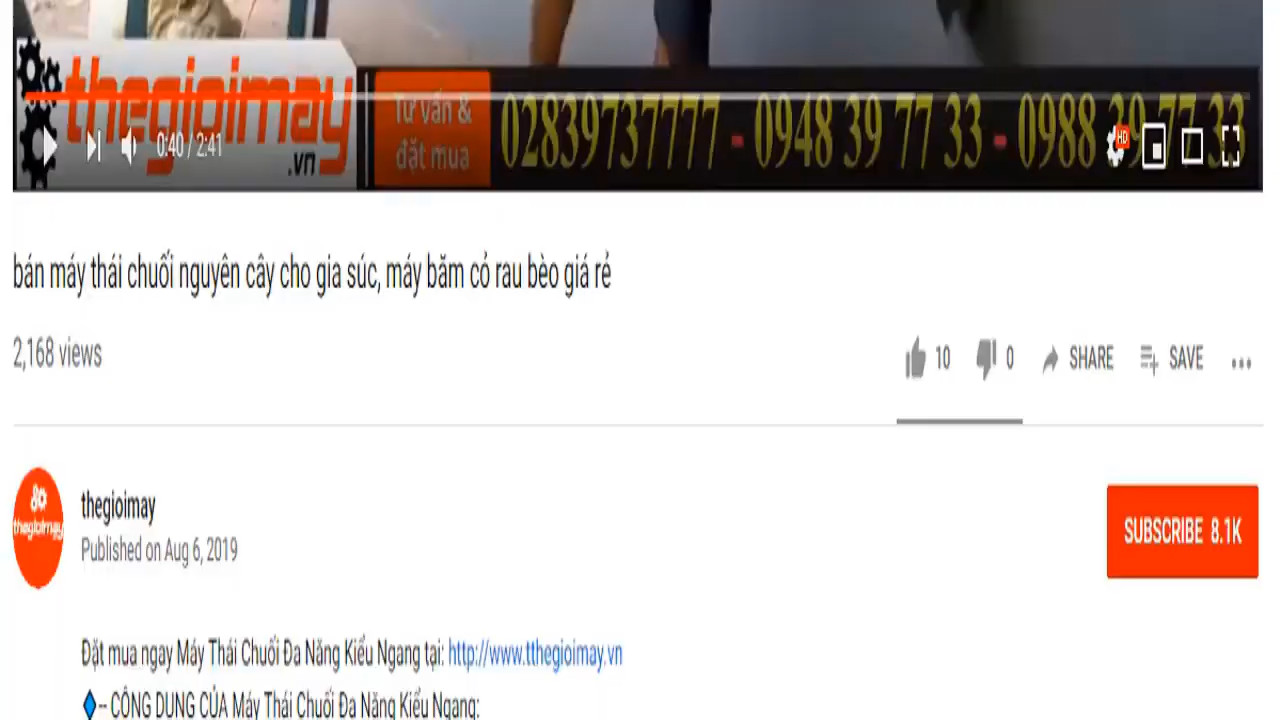 thegioimay
.vn
Tư vấn &
đặt mua
02839737777 - 0948 39 77 33 - 0988 39 77 33
0:40 / 2:41
HD
bán máy thái chuối nguyên cây cho gia súc, máy băm cỏ rau bèo giá rẻ
2,168 views
10
0
SHARE
SAVE
thegioimay
thegioimay
Published on Aug 6, 2019
SUBSCRIBE 8.1K
Đặt mua ngay Máy Thái Chuối Đa Năng Kiểu Ngang tại: http://www.tthegioimay.vn
-- CÔNG DỤNG CỦA Máy Thái Chuối Đa Năng Kiểu Ngang: